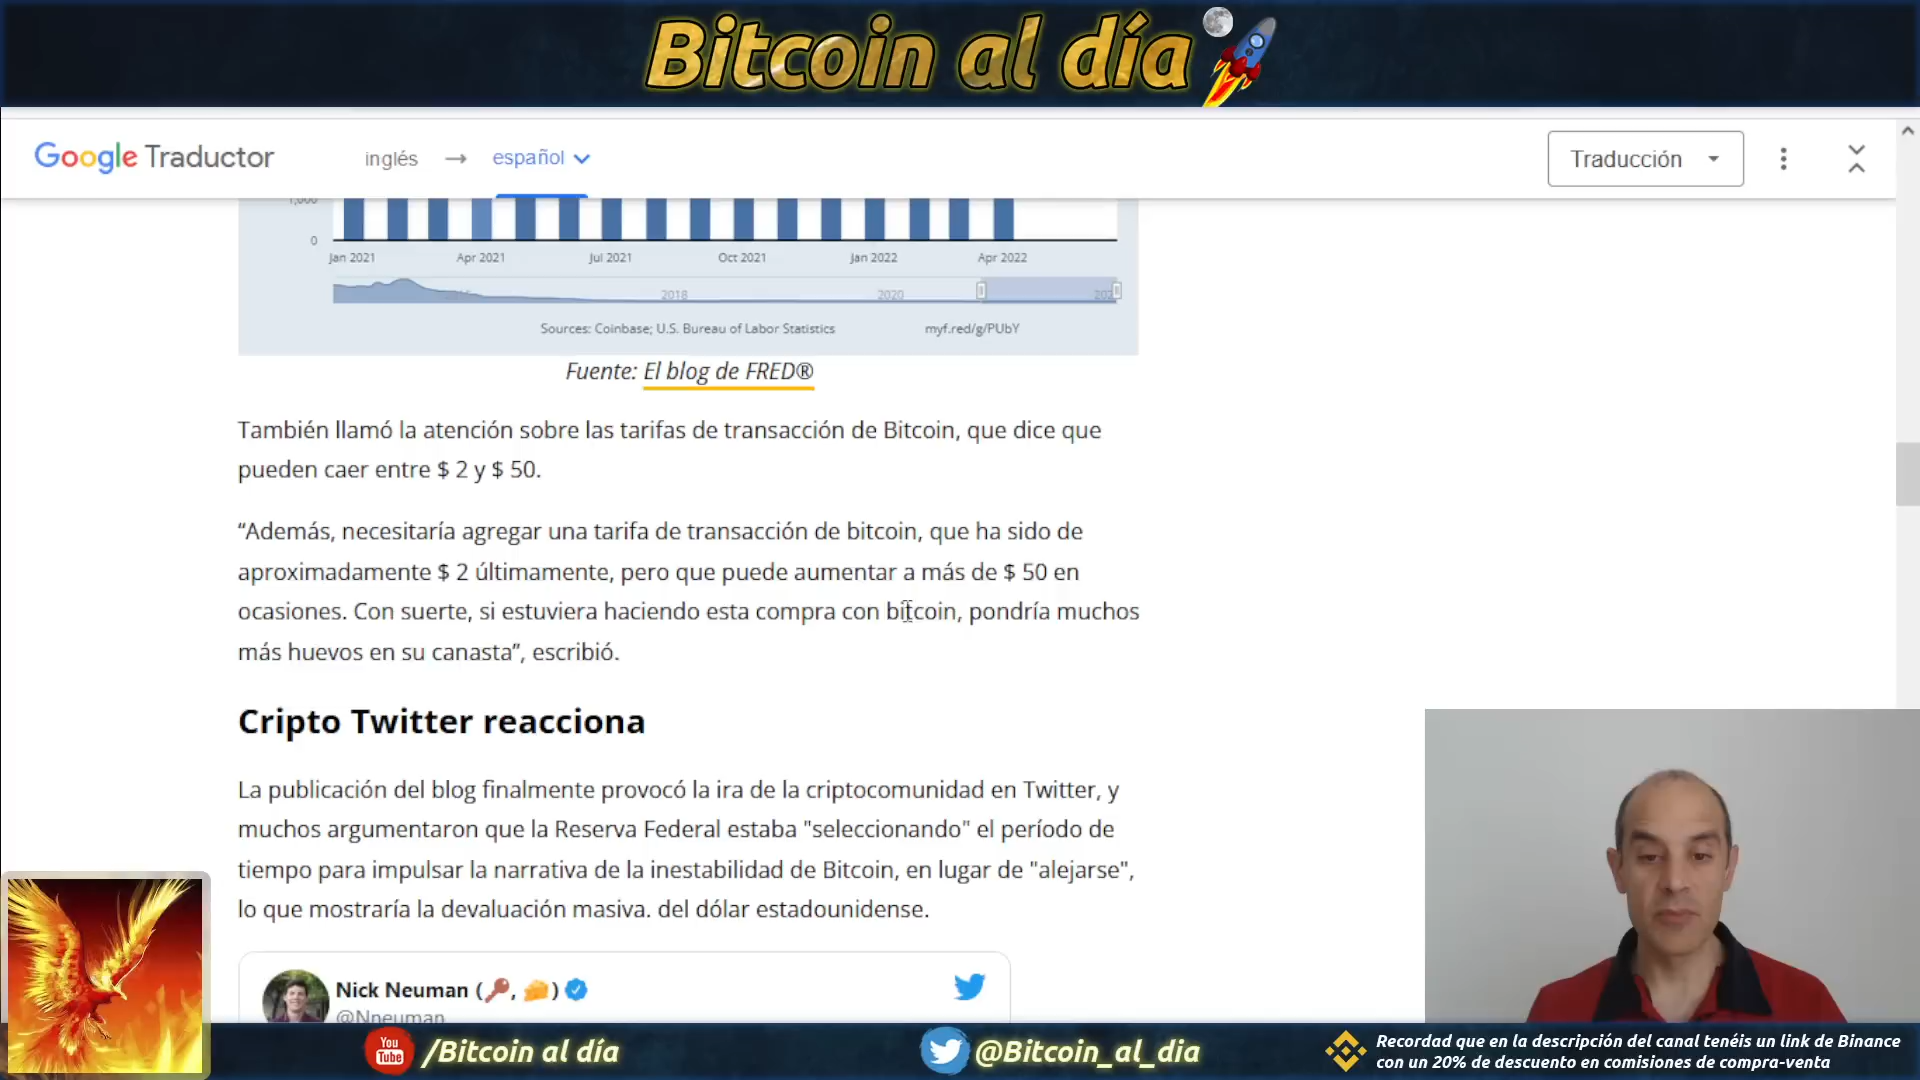 Bitcoin al día
Google Traductor
inglés → español
Traducción
1,000
0
Jan 2021 Apr 2021 Jul 2021 Oct 2021 Jan 2022 Apr 2022
2018 2020
Sources: Coinbase; U.S. Bureau of Labor Statistics myf.red/g/PUbY
Fuente: El blog de FRED®
También llamó la atención sobre las tarifas de transacción de Bitcoin, que dice que
pueden caer entre $ 2 y $ 50.
“Además, necesitaría agregar una tarifa de transacción de bitcoin, que ha sido de
aproximadamente $ 2 últimamente, pero que puede aumentar a más de $ 50 en
ocasiones. Con suerte, si estuviera haciendo esta compra con bitcoin, pondría muchos
más huevos en su canasta”, escribió.
Cripto Twitter reacciona
La publicación del blog finalmente provocó la ira de la criptocomunidad en Twitter, y
muchos argumentaron que la Reserva Federal estaba "seleccionando" el período de
tiempo para impulsar la narrativa de la inestabilidad de Bitcoin, en lugar de "alejarse",
lo que mostraría la devaluación masiva. del dólar estadounidense.
Nick Neuman (🔑, 🧀)
@Nneuman
You Tube /Bitcoin al día
@Bitcoin_al_dia
Recordad que en la descripción del canal tenéis un link de Binance
con un 20% de descuento en comisiones de compra-venta